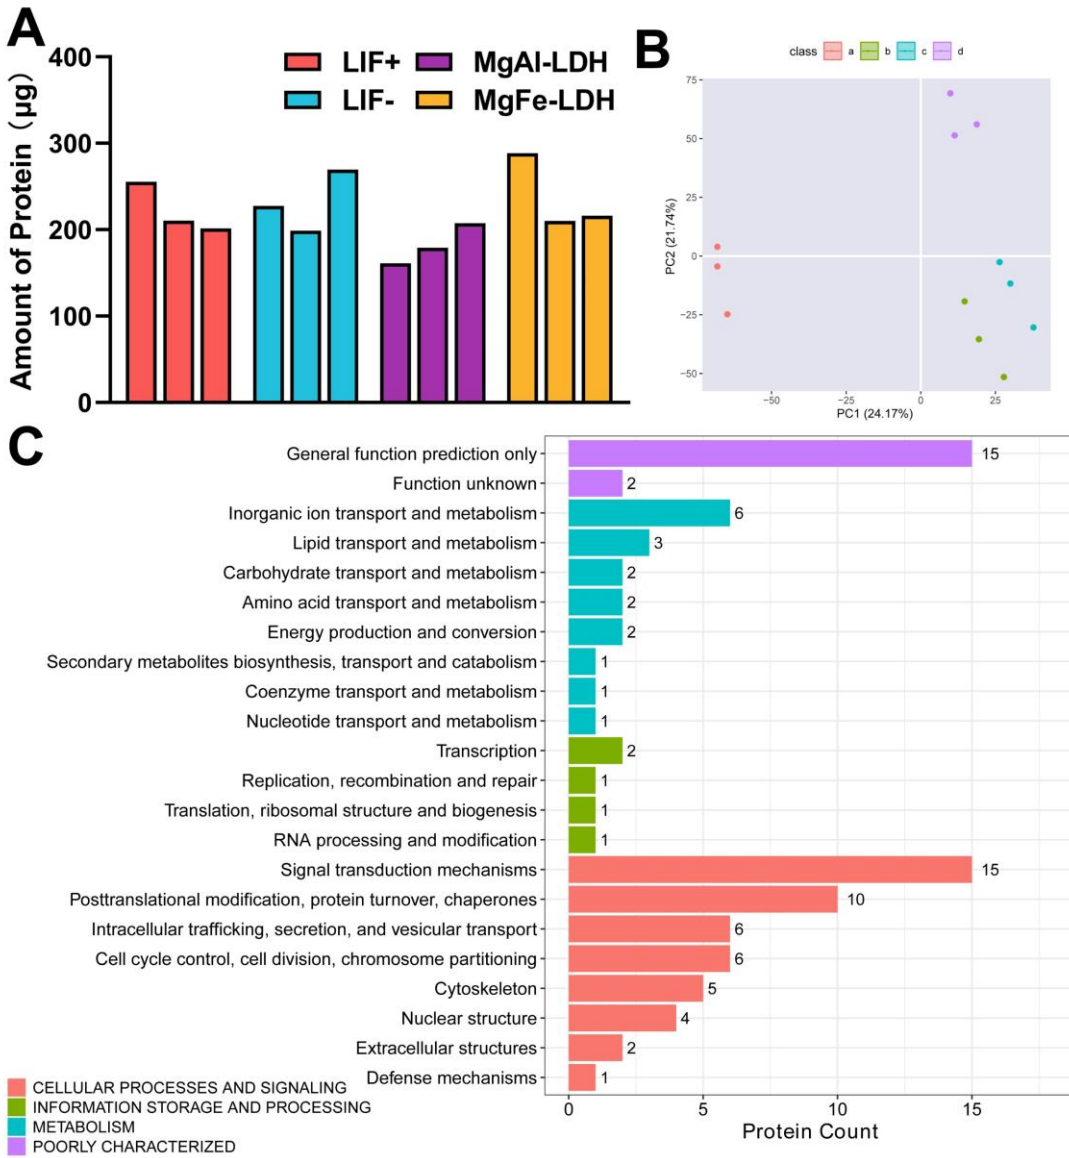 A
Amount of Protein (μg)
400
300
200
100
0
LIF+
MgAl-LDH
LIF-
MgFe-LDH
B
class a b c d
75
50
25
0
−25
−50
PC2 (21.74%)
−50
−25
0
25
PC1 (24.17%)
C
General function prediction only 15
Function unknown 2
Inorganic ion transport and metabolism 6
Lipid transport and metabolism 3
Carbohydrate transport and metabolism 2
Amino acid transport and metabolism 2
Energy production and conversion 2
Secondary metabolites biosynthesis, transport and catabolism 1
Coenzyme transport and metabolism 1
Nucleotide transport and metabolism 1
Transcription 2
Replication, recombination and repair 1
Translation, ribosomal structure and biogenesis 1
RNA processing and modification 1
Signal transduction mechanisms 15
Posttranslational modification, protein turnover, chaperones 10
Intracellular trafficking, secretion, and vesicular transport 6
Cell cycle control, cell division, chromosome partitioning 6
Cytoskeleton 5
Nuclear structure 4
Extracellular structures 2
Defense mechanisms 1
0 5 10 15
Protein Count
CELLULAR PROCESSES AND SIGNALING
INFORMATION STORAGE AND PROCESSING
METABOLISM
POORLY CHARACTERIZED